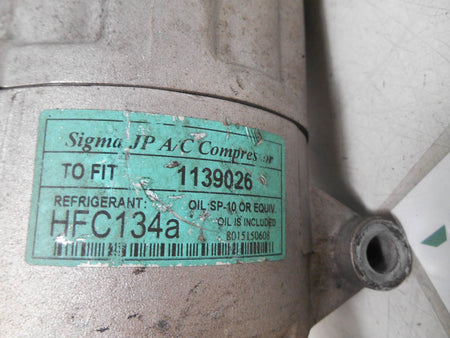 Sigma JP A/C Compressor
TO FIT 1139026
REFRIGERANT: OIL:SP-10 OR EQUIV.
HFC134a OIL IS INCLUDED
8015150608